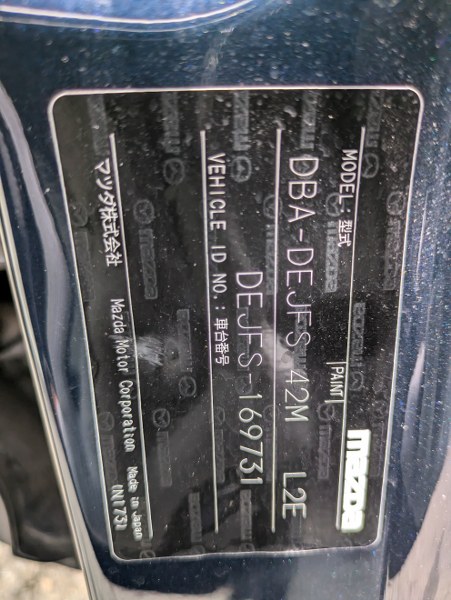 mazda
MODEL : 型式 PAINT
DBA-DEJFS-42M L2E
VEHICLE ID NO. : 車台番号
DEJFS-169731
マツダ株式会社 Mazda Motor Corporation Made in Japan
(N173)